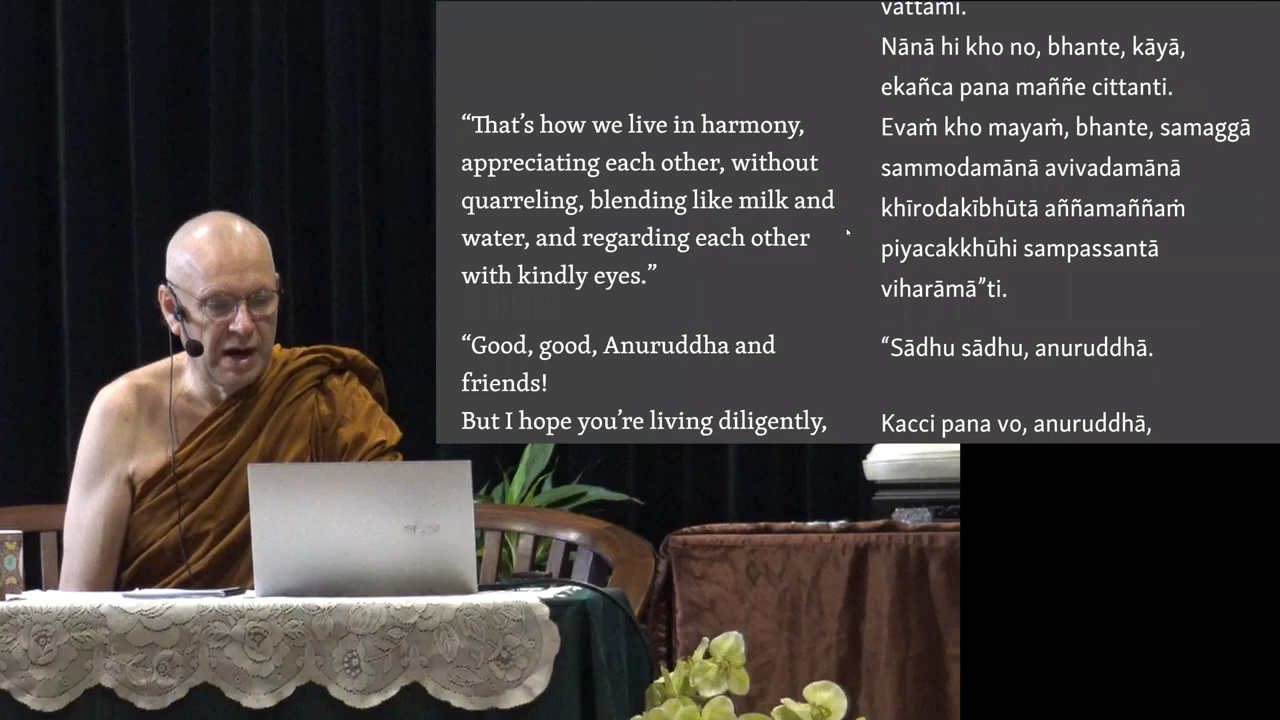 “That’s how we live in harmony,
appreciating each other, without
quarreling, blending like milk and
water, and regarding each other
with kindly eyes.”
“Good, good, Anuruddha and
friends!
But I hope you’re living diligently,
vattāmi.
Nānā hi kho no, bhante, kāyā,
ekañca pana maññe cittanti.
Evaṁ kho mayaṁ, bhante, samaggā
sammodamānā avivadamānā
khīrodakībhūtā aññamaññaṁ
piyacakkhūhi sampassantā
viharāmā”ti.
“Sādhu sādhu, anuruddhā.
Kacci pana vo, anuruddhā,